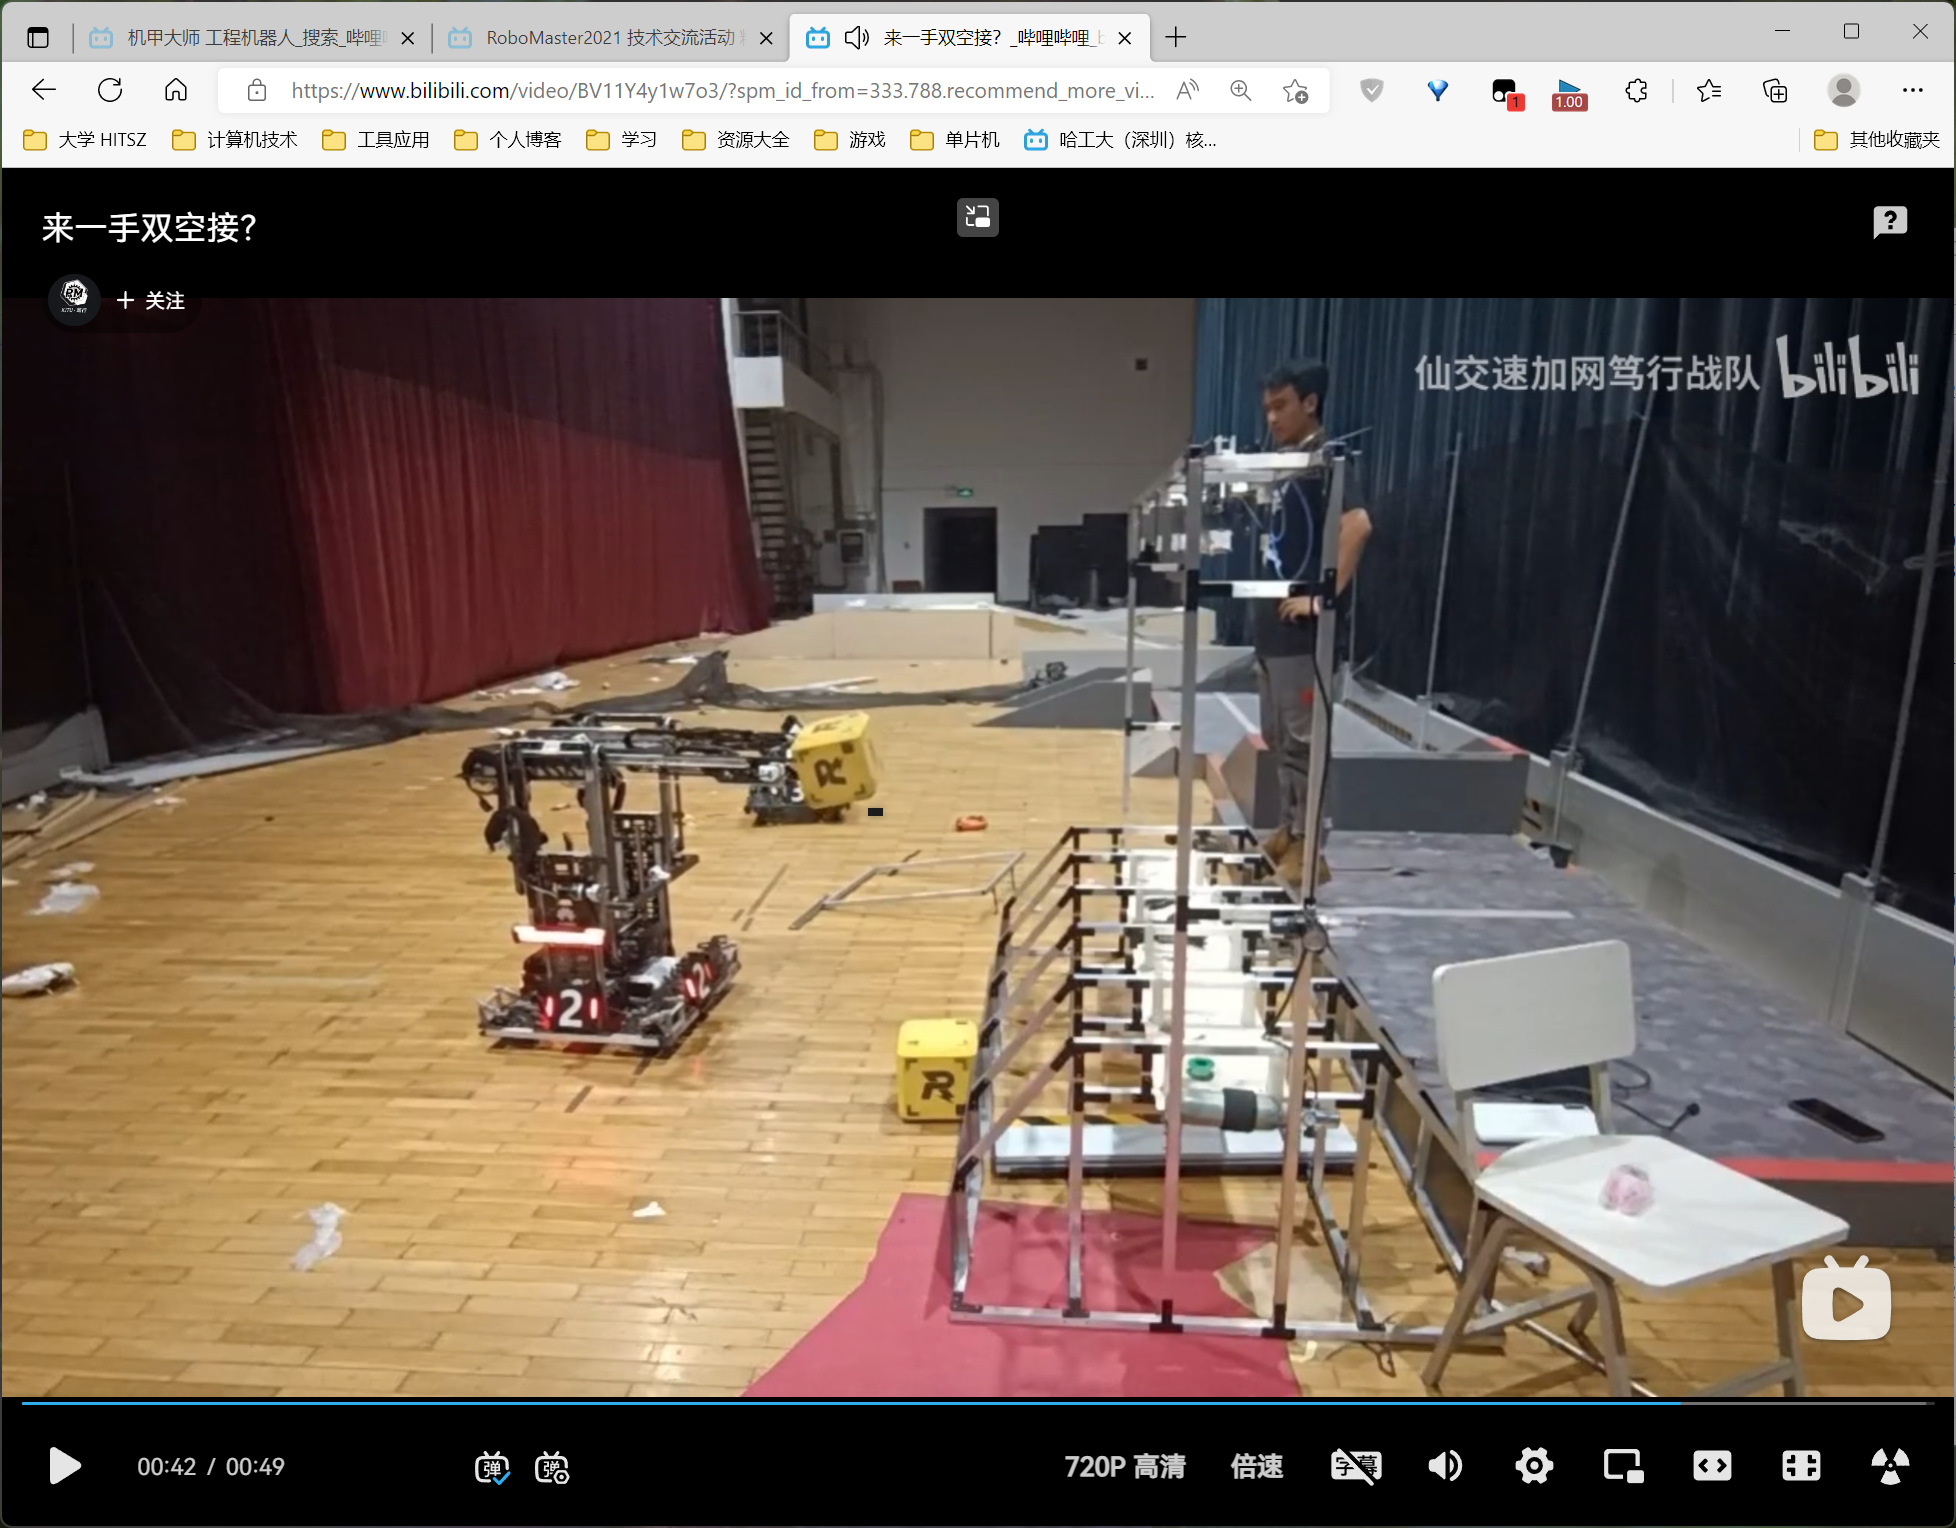 机甲大师 工程机器人_搜索_哔哩
RoboMaster2021 技术交流活动
来一手双空接？_哔哩哔哩_b
https://www.bilibili.com/video/BV11Y4y1w7o3/?spm_id_from=333.788.recommend_more_vi...
1
1.00
大学 HITSZ
计算机技术
工具应用
个人博客
学习
资源大全
游戏
单片机
哈工大（深圳）核...
其他收藏夹
来一手双空接？
RM
+ 关注
仙交速加网笃行战队 bilibili
R
2
2
R
00:42 / 00:49
弹
弹
720P 高清
倍速
字幕